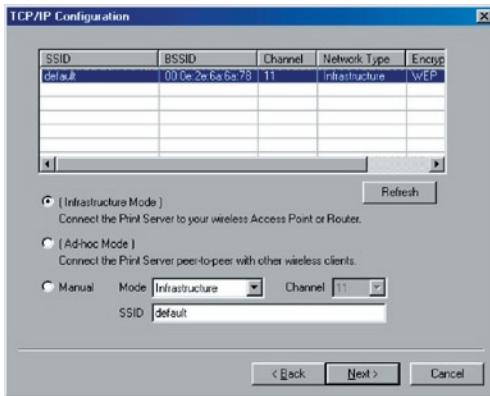 TCP/IP Configuration
SSID BSSID Channel Network Type Encryp
default 00:0e:2e:6a:6a:78 11 Infrastructure WEP
Refresh
( Infrastructure Mode )
Connect the Print Server to your wireless Access Point or Router.
( Ad-hoc Mode )
Connect the Print Server peer-to-peer with other wireless clients.
Manual Mode Infrastructure Channel 11
SSID default
< Back Next > Cancel